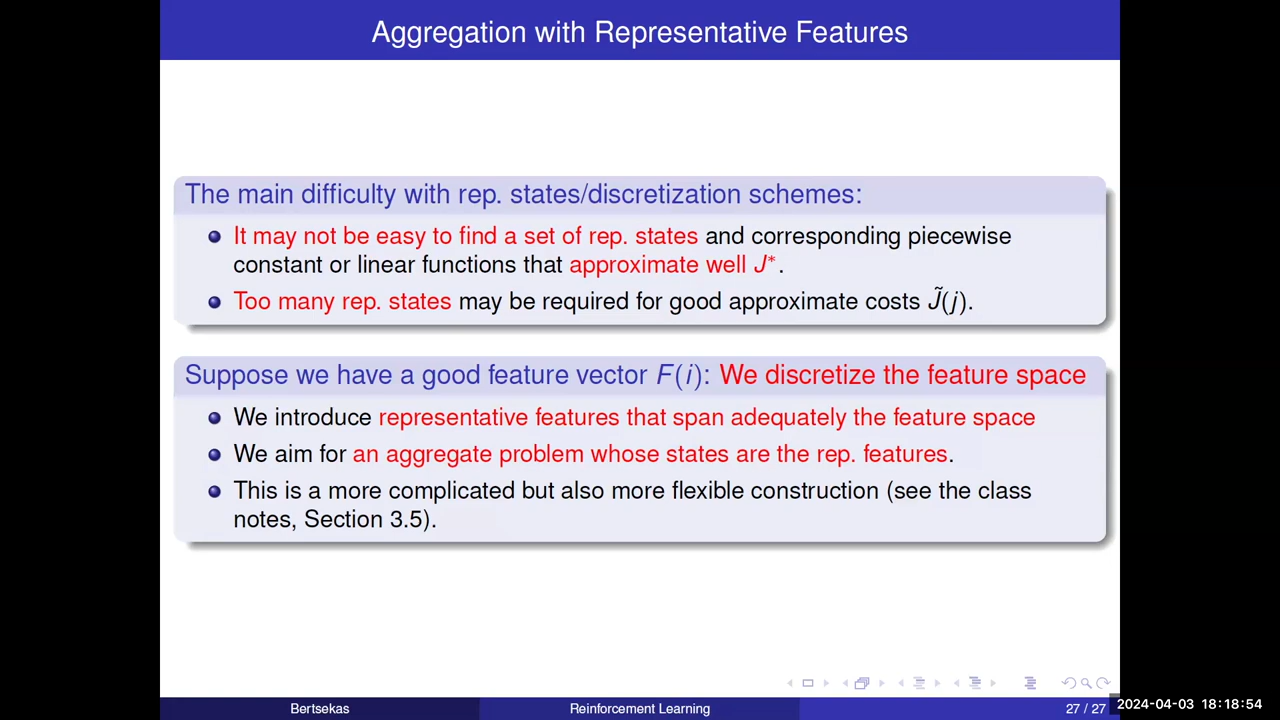 Aggregation with Representative Features
The main difficulty with rep. states/discretization schemes:
It may not be easy to find a set of rep. states and corresponding piecewise
constant or linear functions that approximate well J*.
Too many rep. states may be required for good approximate costs J̃(j).
Suppose we have a good feature vector F(i): We discretize the feature space
We introduce representative features that span adequately the feature space
We aim for an aggregate problem whose states are the rep. features.
This is a more complicated but also more flexible construction (see the class
notes, Section 3.5).
Bertsekas
Reinforcement Learning
27 / 27
2024-04-03 18:18:54